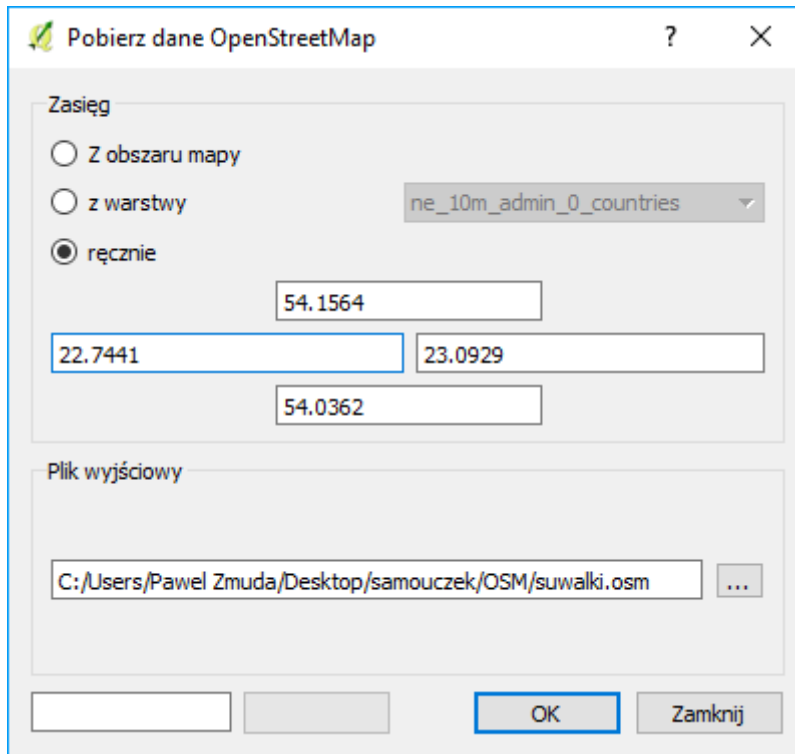 Pobierz dane OpenStreetMap ?
Zasięg
Z obszaru mapy
z warstwy ne_10m_admin_0_countries
ręcznie
54.1564
22.7441 23.0929
54.0362
Plik wyjściowy
C:/Users/Pawel Zmuda/Desktop/samouczek/OSM/suwalki.osm ...
OK Zamknij